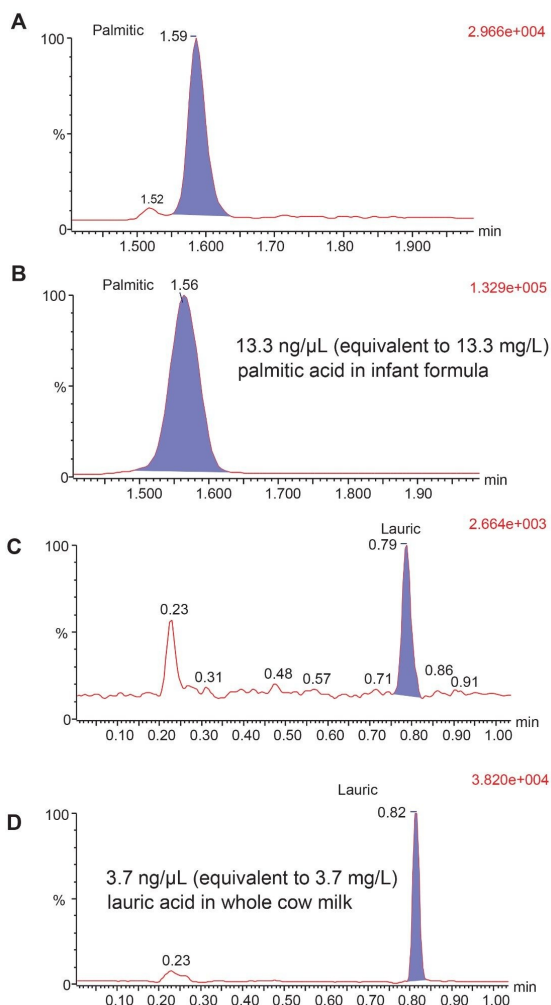 A
Palmitic
1.59
2.966e+004
100
%
0
1.52
1.500 1.600 1.70 1.80 1.900 min
B
Palmitic 1.56
1.329e+005
100
%
0
13.3 ng/µL (equivalent to 13.3 mg/L)
palmitic acid in infant formula
1.500 1.600 1.700 1.800 1.90 min
C
Lauric
0.79
2.664e+003
100
%
0
0.23
0.31
0.48
0.57
0.71
0.86
0.91
0.10 0.20 0.30 0.40 0.50 0.60 0.70 0.80 0.90 1.00 min
D
Lauric
0.82
3.820e+004
100
%
0
3.7 ng/µL (equivalent to 3.7 mg/L)
lauric acid in whole cow milk
0.23
0.10 0.20 0.30 0.40 0.50 0.60 0.70 0.80 0.90 1.00 min